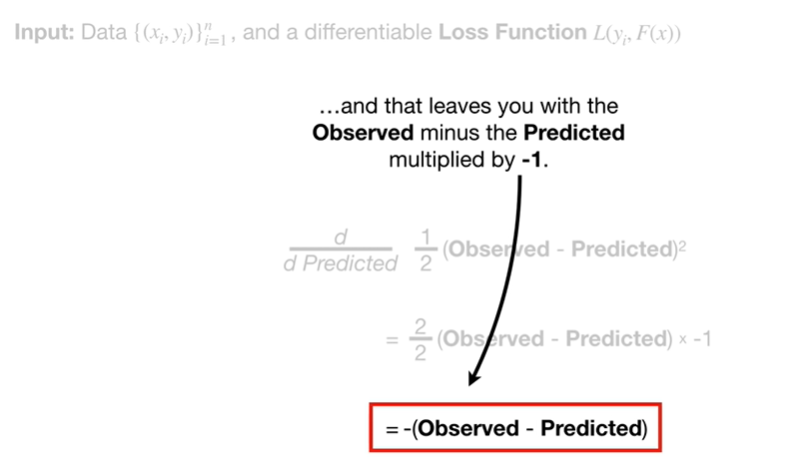 Input: Data {(xᵢ, yᵢ)}ⁿᵢ₌₁, and a differentiable Loss Function L(yᵢ, F(x))
…and that leaves you with the
Observed minus the Predicted
multiplied by -1.
d/d Predicted 1/2 (Observed - Predicted)²
= 2/2 (Observed - Predicted) × -1
= -(Observed - Predicted)